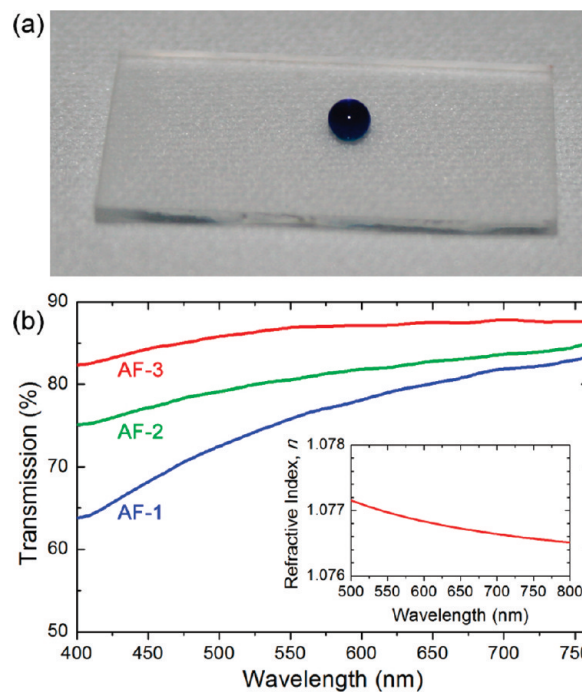 (a)
(b)
90
80
70
60
50
Transmission (%)
AF-3
AF-2
AF-1
400 450 500 550 600 650 700 750
Wavelength (nm)
1.078
1.077
1.076
Refractive Index, n
500 550 600 650 700 750 800
Wavelength (nm)